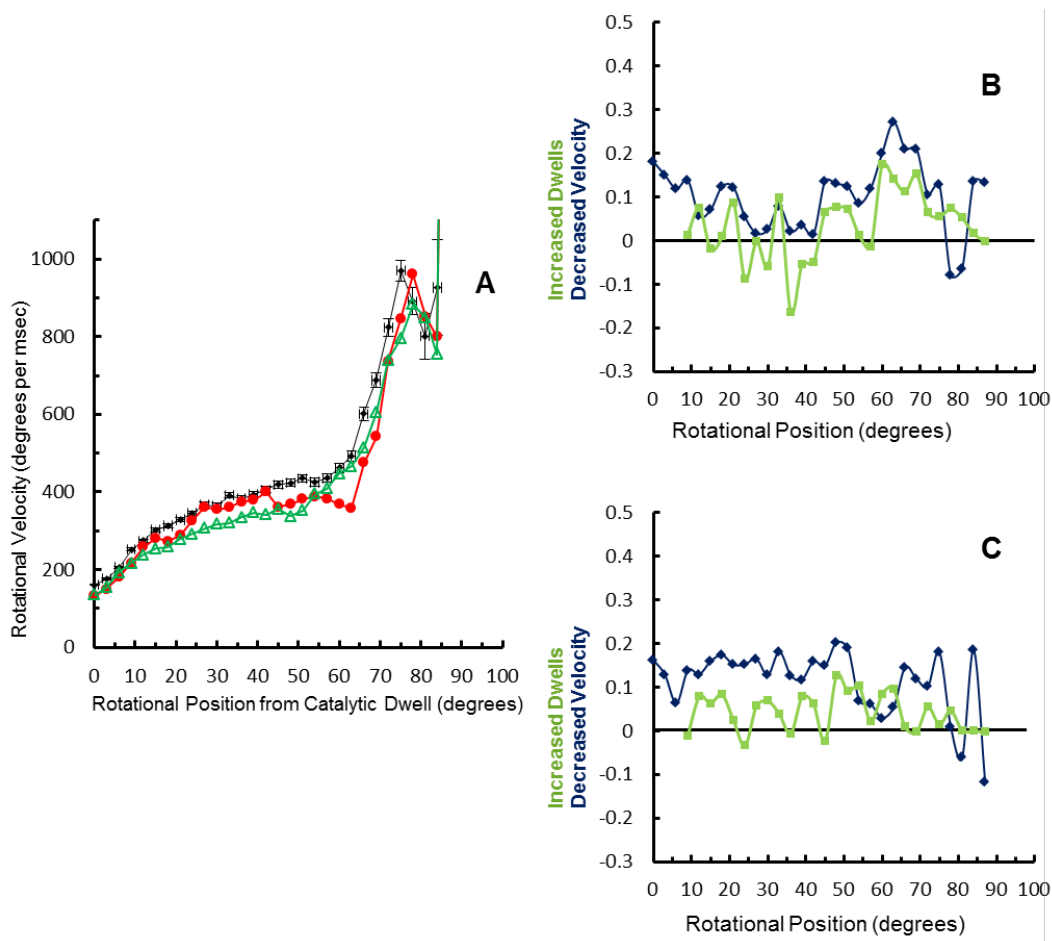 A
Rotational Velocity (degrees per msec)
1000
800
600
400
200
0
0 10 20 30 40 50 60 70 80 90 100
Rotational Position from Catalytic Dwell (degrees)
B
Increased Dwells
Decreased Velocity
0.5
0.4
0.3
0.2
0.1
0
-0.1
-0.2
-0.3
0 10 20 30 40 50 60 70 80 90 100
Rotational Position (degrees)
C
Increased Dwells
Decreased Velocity
0.5
0.4
0.3
0.2
0.1
0
-0.1
-0.2
-0.3
0 10 20 30 40 50 60 70 80 90 100
Rotational Position (degrees)